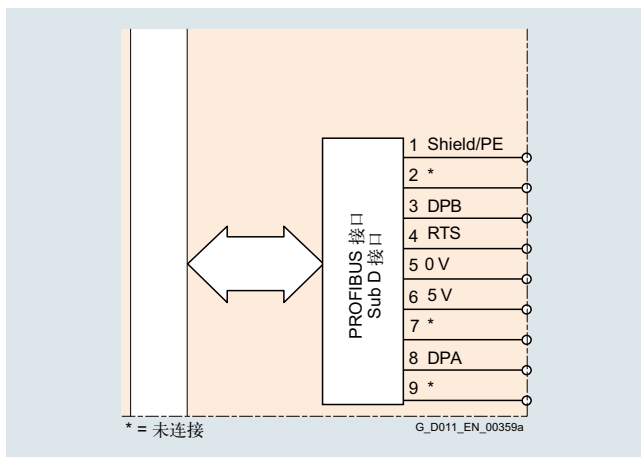 1 Shield/PE
2 *
3 DPB
4 RTS
5 0 V
6 5 V
7 *
8 DPA
9 *
PROFIBUS 接口
Sub D 接口
* = 未连接
G_D011_EN_00359a